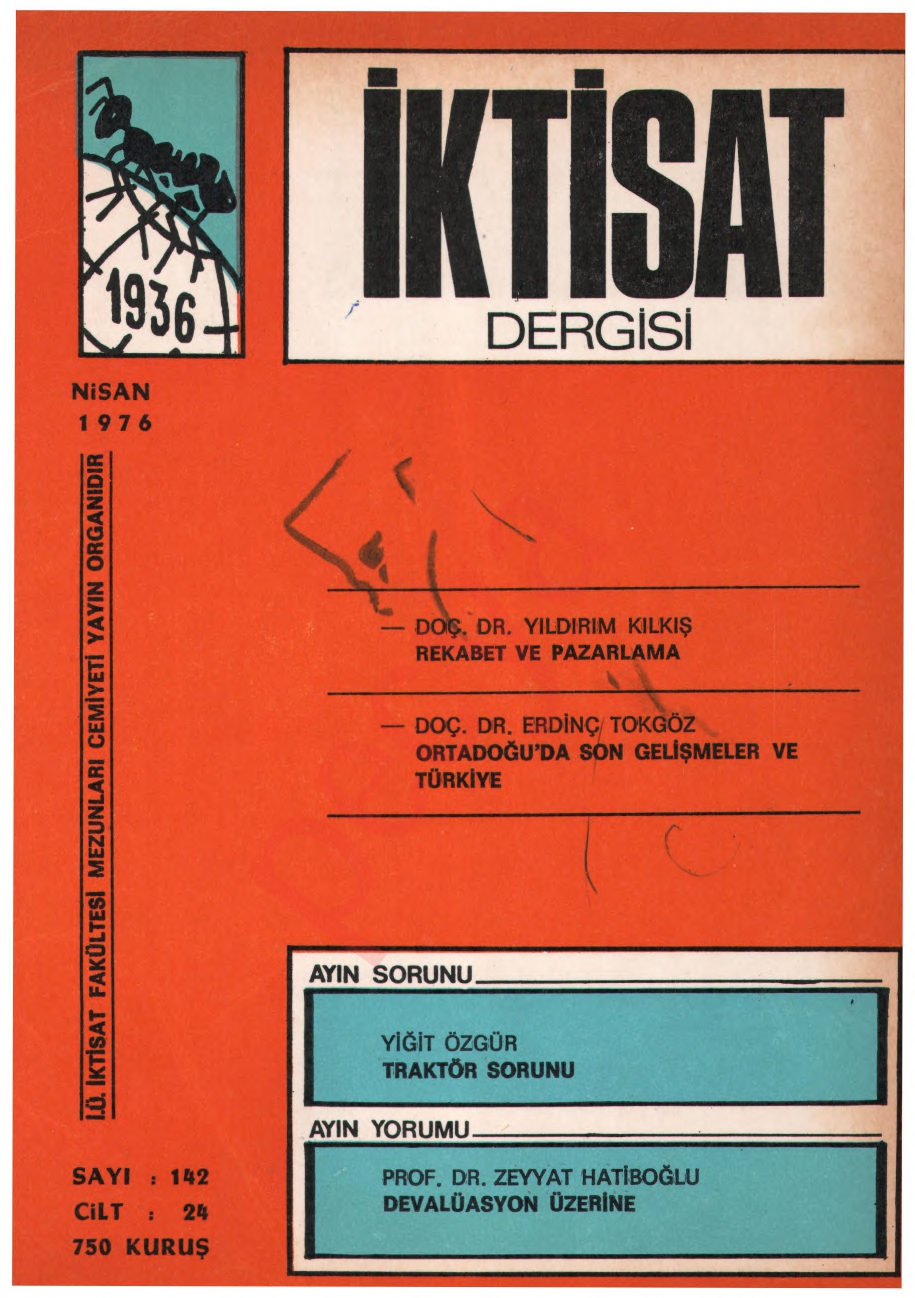 1936
İKTİSAT
DERGİSİ
NİSAN
1976
İ.Ü. İKTİSAT FAKÜLTESİ MEZUNLARI CEMİYETİ YAYIN ORGANIDIR
— DOÇ. DR. YILDIRIM KILKIŞ
REKABET VE PAZARLAMA
— DOÇ. DR. ERDİNÇ TOKGÖZ
ORTADOĞU'DA SON GELİŞMELER VE
TÜRKİYE
AYIN SORUNU
YİĞİT ÖZGÜR
TRAKTÖR SORUNU
AYIN YORUMU
PROF. DR. ZEYYAT HATİBOĞLU
DEVALÜASYON ÜZERİNE
SAYI : 142
CİLT : 24
750 KURUŞ